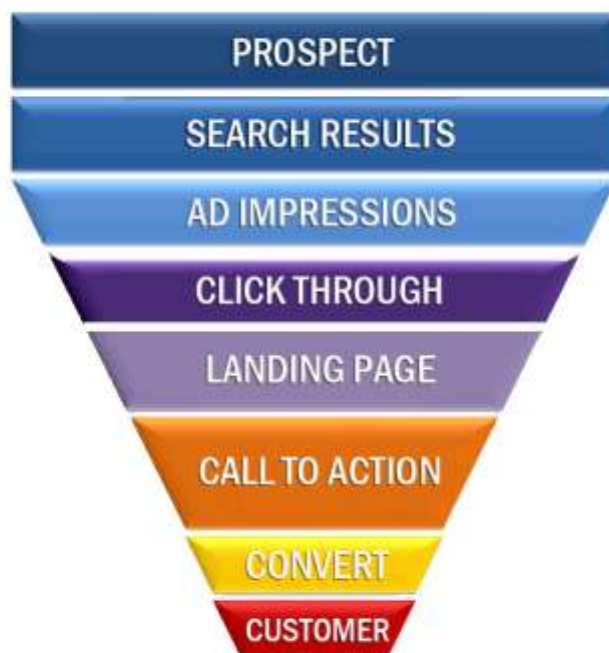 PROSPECT
SEARCH RESULTS
AD IMPRESSIONS
CLICK THROUGH
LANDING PAGE
CALL TO ACTION
CONVERT
CUSTOMER